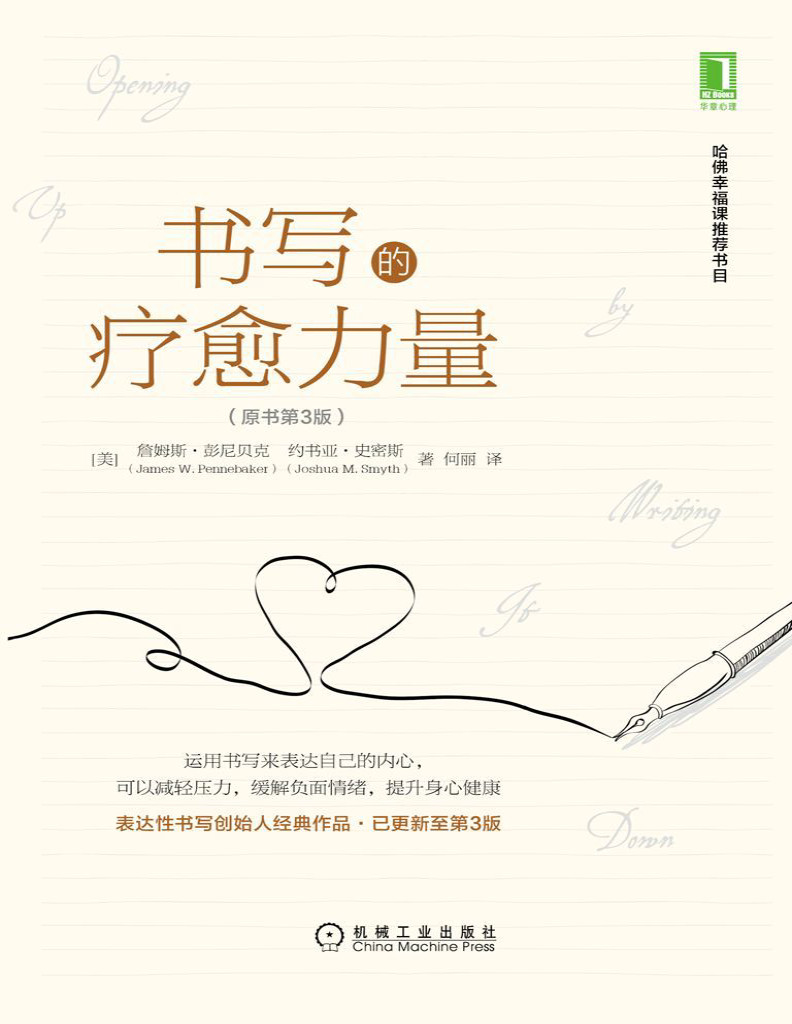 Opening
HZ Books
华章心理
哈佛幸福课推荐书目
Up
书写的
疗愈力量
by
（原书第3版）
[美] 詹姆斯·彭尼贝克 约书亚·史密斯 著 何丽 译
（James W. Pennebaker）（Joshua M. Smyth）
Writing
It
运用书写来表达自己的内心，
可以减轻压力，缓解负面情绪，提升身心健康
表达性书写创始人经典作品·已更新至第3版
Down
机械工业出版社
China Machine Press